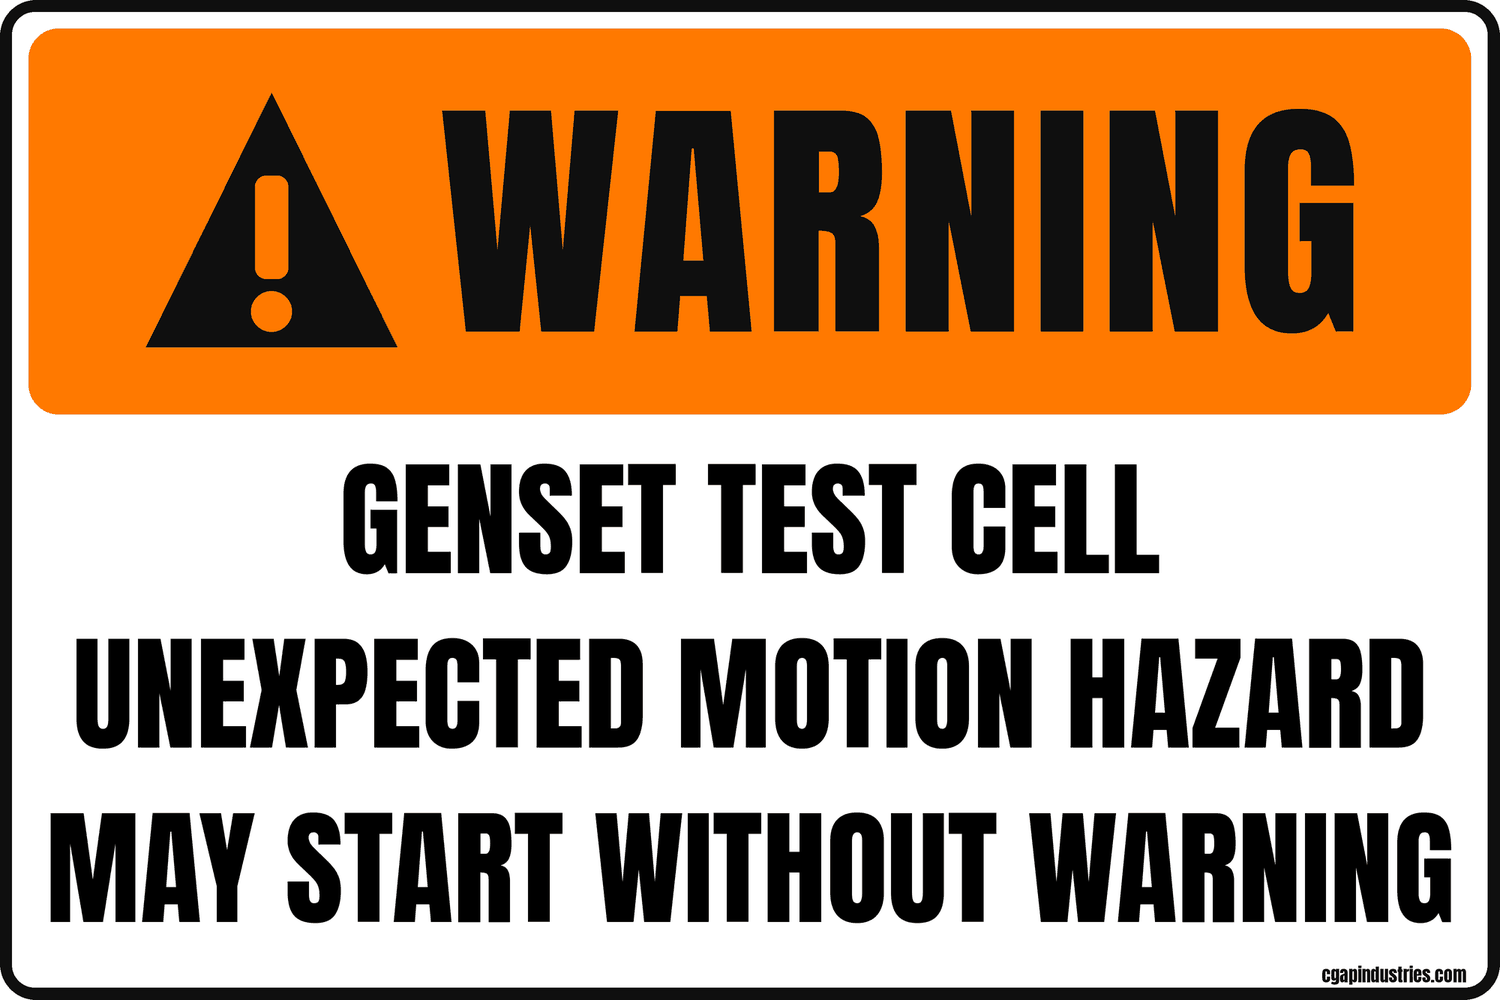 WARNING
GENSET TEST CELL
UNEXPECTED MOTION HAZARD
MAY START WITHOUT WARNING
cgapindustries.com